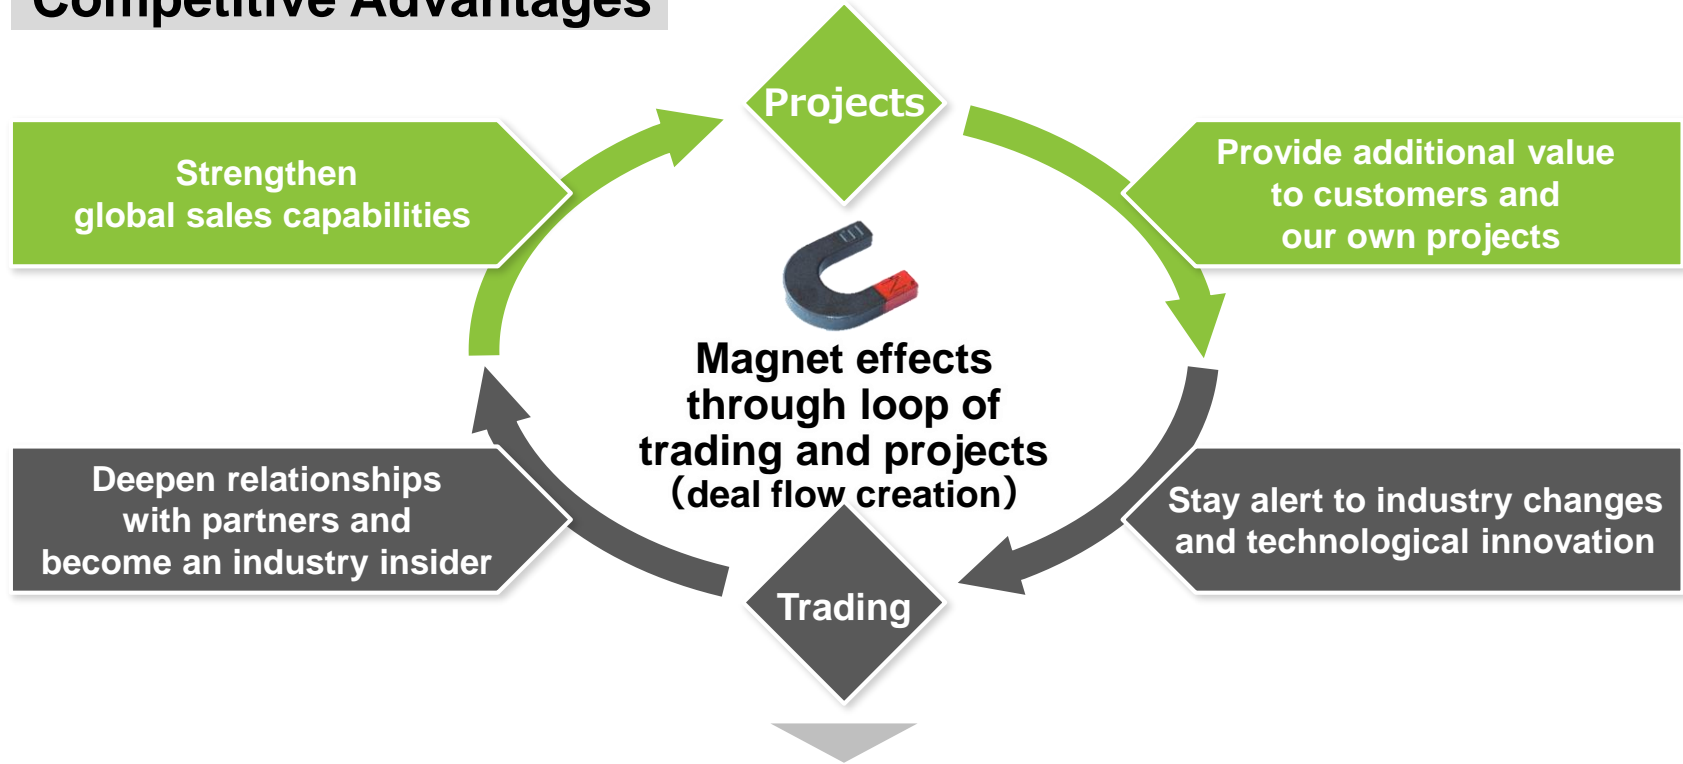 Competitive Advantages
Projects
Strengthen
global sales capabilities
Provide additional value
to customers and
our own projects
N
Magnet effects
through loop of
trading and projects
（deal flow creation）
Deepen relationships
with partners and
become an industry insider
Stay alert to industry changes
and technological innovation
Trading